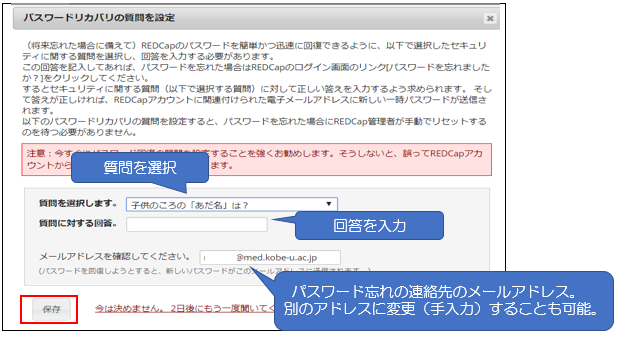 パスワードリカバリの質問を設定
（将来忘れた場合に備えて）REDCapのパスワードを簡単かつ迅速に回復できるように、以下で選択したセキュリ
ティに関する質問を選択し、回答を入力する必要があります。
この回答を記入してあれば、パスワードを忘れた場合はREDCapのログイン画面のリンク[パスワードを忘れました
か？]をクリックしてください。
するとセキュリティに関する質問（以下で選択する質問）に対して正しい答えを入力するよう求められます。 そし
て答えが正しければ、REDCapアカウントに関連付けられた電子メールアドレスに新しい一時パスワードが送信さ
れます。
以下のパスワードリカバリの質問を設定すると、パスワードを忘れた場合にREDCap管理者が手動でリセットする
のを待つ必要がありません。
注意：今すぐにパスワード回復の質問を設定することを強くお勧めします。そうしないと、誤ってREDCapアカ
ウントから ます。
質問を選択
質問を選択します。 子供のころの「あだ名」は？
質問に対する回答。
回答を入力
メールアドレスを確認してください。 @med.kobe-u.ac.jp
(パスワードを回復しようとすると、新しいパスワードがこのメールアドレスに送信されます。)
パスワード忘れの連絡先のメールアドレス。
別のアドレスに変更（手入力）することも可能。
保存 今は決めません。 2日後にもう一度聞いてく